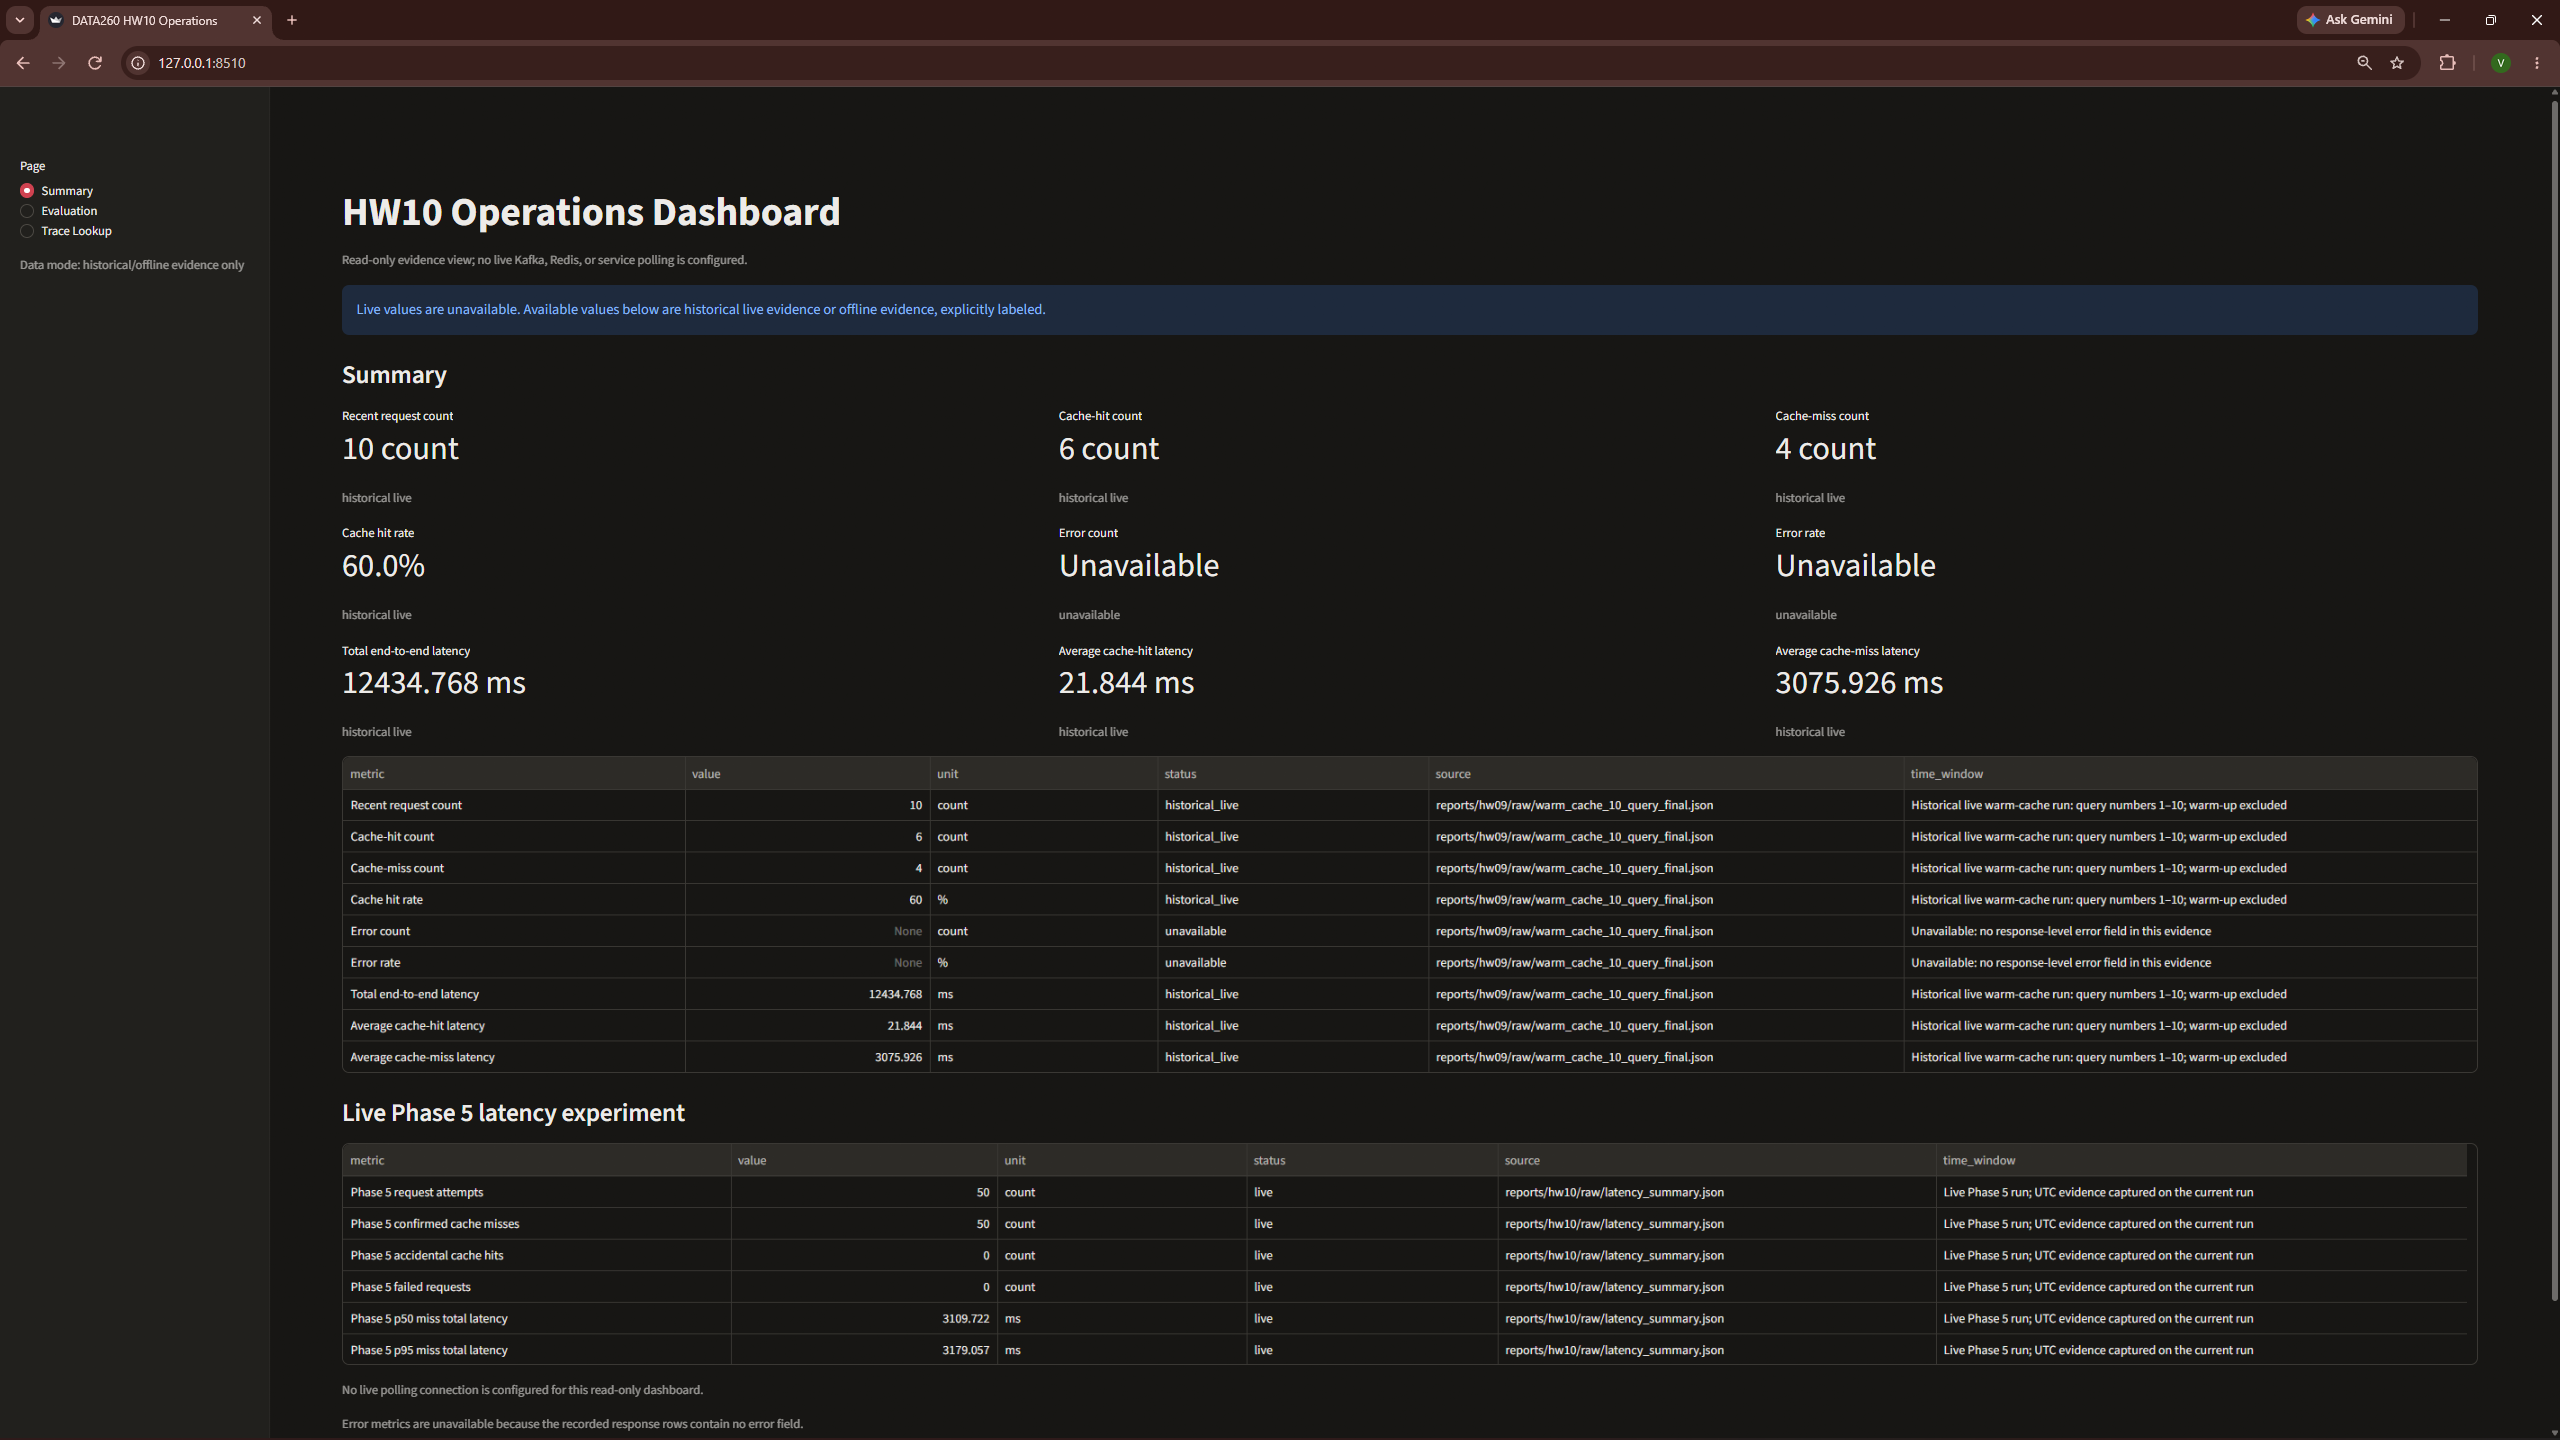 DATA260 HW10 Operations
Ask Gemini
127.0.0.1:8510
V
Page
Summary
Evaluation
Trace Lookup
Data mode: historical/offline evidence only
HW10 Operations Dashboard
Read-only evidence view; no live Kafka, Redis, or service polling is configured.
Live values are unavailable. Available values below are historical live evidence or offline evidence, explicitly labeled.
Summary
Recent request count Cache-hit count Cache-miss count
10 count 6 count 4 count
historical live historical live historical live
Cache hit rate Error count Error rate
60.0% Unavailable Unavailable
historical live unavailable unavailable
Total end-to-end latency Average cache-hit latency Average cache-miss latency
12434.768 ms 21.844 ms 3075.926 ms
historical live historical live historical live
metric value unit status source time_window
Recent request count 10 count historical_live reports/hw09/raw/warm_cache_10_query_final.json Historical live warm-cache run: query numbers 1–10; warm-up excluded
Cache-hit count 6 count historical_live reports/hw09/raw/warm_cache_10_query_final.json Historical live warm-cache run: query numbers 1–10; warm-up excluded
Cache-miss count 4 count historical_live reports/hw09/raw/warm_cache_10_query_final.json Historical live warm-cache run: query numbers 1–10; warm-up excluded
Cache hit rate 60 % historical_live reports/hw09/raw/warm_cache_10_query_final.json Historical live warm-cache run: query numbers 1–10; warm-up excluded
Error count None count unavailable reports/hw09/raw/warm_cache_10_query_final.json Unavailable: no response-level error field in this evidence
Error rate None % unavailable reports/hw09/raw/warm_cache_10_query_final.json Unavailable: no response-level error field in this evidence
Total end-to-end latency 12434.768 ms historical_live reports/hw09/raw/warm_cache_10_query_final.json Historical live warm-cache run: query numbers 1–10; warm-up excluded
Average cache-hit latency 21.844 ms historical_live reports/hw09/raw/warm_cache_10_query_final.json Historical live warm-cache run: query numbers 1–10; warm-up excluded
Average cache-miss latency 3075.926 ms historical_live reports/hw09/raw/warm_cache_10_query_final.json Historical live warm-cache run: query numbers 1–10; warm-up excluded
Live Phase 5 latency experiment
metric value unit status source time_window
Phase 5 request attempts 50 count live reports/hw10/raw/latency_summary.json Live Phase 5 run; UTC evidence captured on the current run
Phase 5 confirmed cache misses 50 count live reports/hw10/raw/latency_summary.json Live Phase 5 run; UTC evidence captured on the current run
Phase 5 accidental cache hits 0 count live reports/hw10/raw/latency_summary.json Live Phase 5 run; UTC evidence captured on the current run
Phase 5 failed requests 0 count live reports/hw10/raw/latency_summary.json Live Phase 5 run; UTC evidence captured on the current run
Phase 5 p50 miss total latency 3109.722 ms live reports/hw10/raw/latency_summary.json Live Phase 5 run; UTC evidence captured on the current run
Phase 5 p95 miss total latency 3179.057 ms live reports/hw10/raw/latency_summary.json Live Phase 5 run; UTC evidence captured on the current run
No live polling connection is configured for this read-only dashboard.
Error metrics are unavailable because the recorded response rows contain no error field.